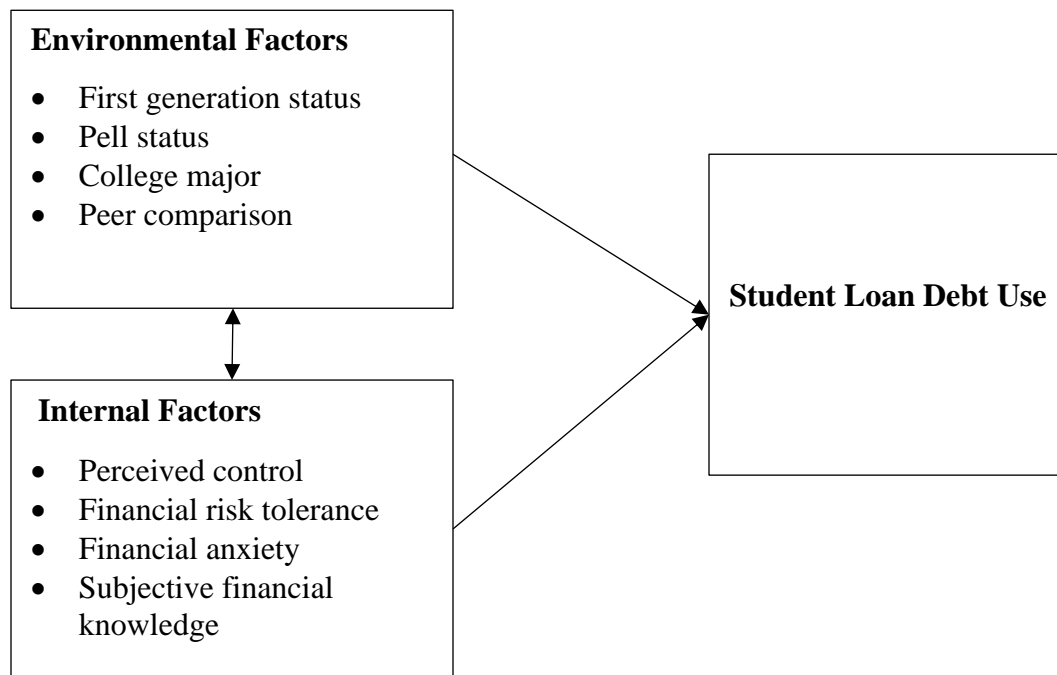 Environmental Factors
• First generation status
• Pell status
• College major
• Peer comparison
Student Loan Debt Use
Internal Factors
• Perceived control
• Financial risk tolerance
• Financial anxiety
• Subjective financial
knowledge